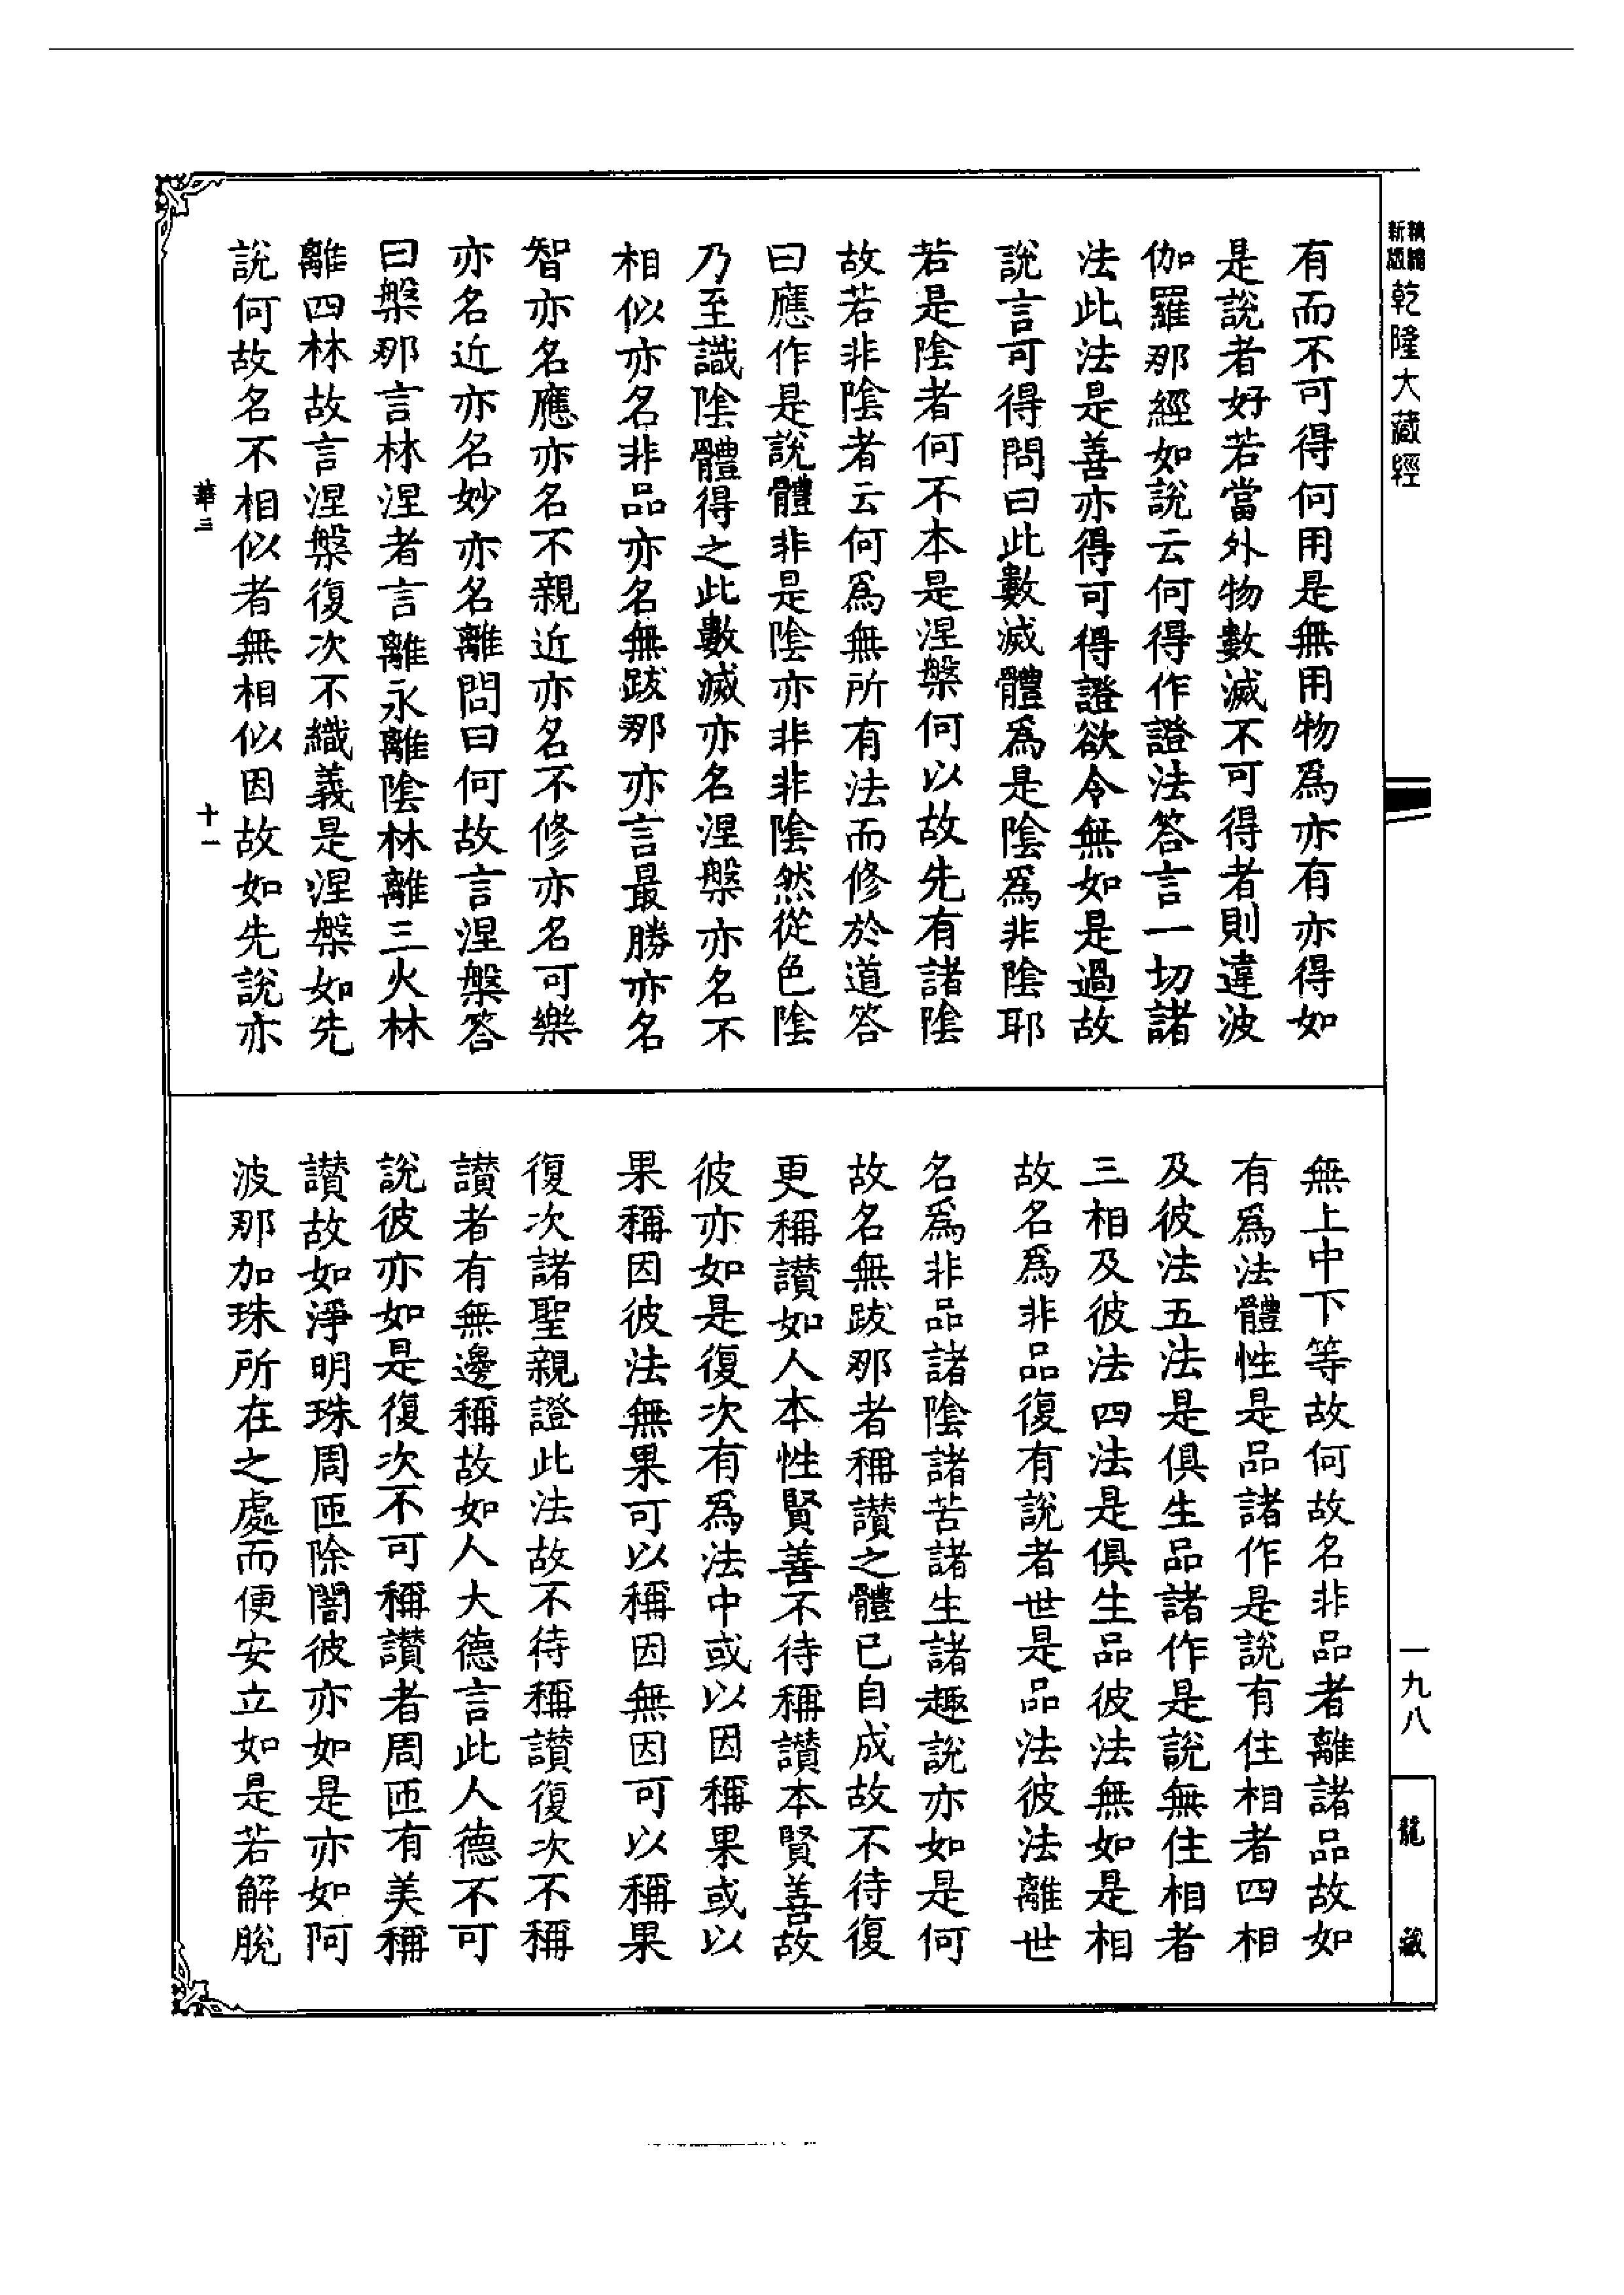 新編縮版
乾隆大藏經
有而不可得何用是無用物爲亦有亦得如
是說者好若當外物數滅不可得者則違波
伽羅那經如說云何得作證法答言一切諸
法此法是善亦得可得證欲令無如是過故
說言可得問曰此數滅體爲是陰爲非陰耶
若是陰者何不本是涅槃何以故先有諸陰
故若非陰者云何爲無所有法而修於道答
曰應作是說體非是陰亦非非陰然從色陰
乃至識陰體得之此數滅亦名涅槃亦名不
相似亦名非品亦名無跋那亦言最勝亦名
智亦名應亦名不親近亦名不修亦名可樂
亦名近亦名妙亦名離問曰何故言涅槃答
曰槃那言林涅者言離永離陰林離三火林
離四林故言涅槃復次不織義是涅槃如先
說何故名不相似者無相似因故如先說亦
華三
十一
無上中下等故何故名非品者離諸品故如
有爲法體性是品諸作是說有住相者四相
及彼法五法是俱生品諸作是說無住相者
三相及彼法四法是俱生品彼法無如是相
故名爲非品復有說者世是品法彼法離世
名爲非品諸陰諸苦諸生諸趣說亦如是何
故名無跋那者稱讚之體已自成故不待復
更稱讚如人本性賢善不待稱讚本賢善故
彼亦如是復次有爲法中或以因稱果或以
果稱因彼法無果可以稱因無因可以稱果
復次諸聖親證此法故不待稱讚復次不稱
讚者有無邊稱故如人大德言此人德不可
說彼亦如是復次不可稱讚者周匝有美稱
讚故如淨明珠周匝除闇彼亦如是亦如阿
波那加珠所在之處而便安立如是若解脫
一九八
龍藏